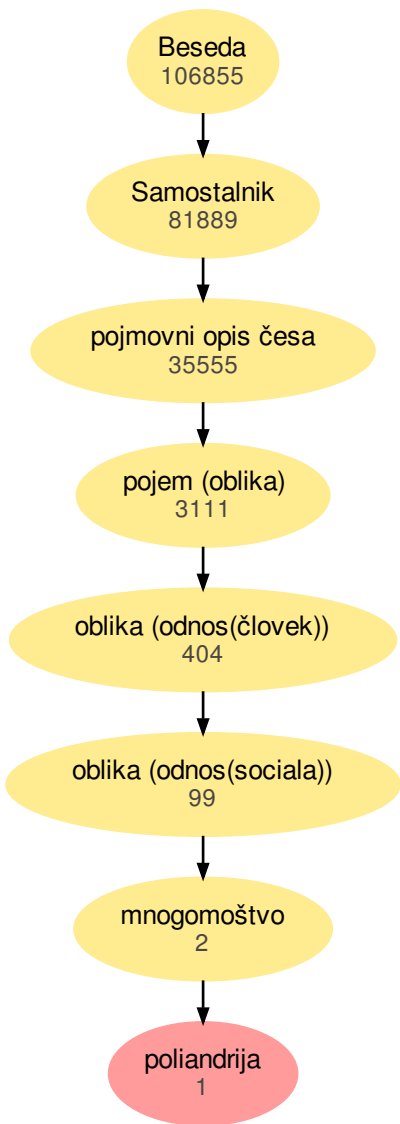 Beseda
106855
Samostalnik
81889
pojmovni opis česa
35555
pojem (oblika)
3111
oblika (odnos(človek))
404
oblika (odnos(sociala))
99
mnogomoštvo
2
poliandrija
1